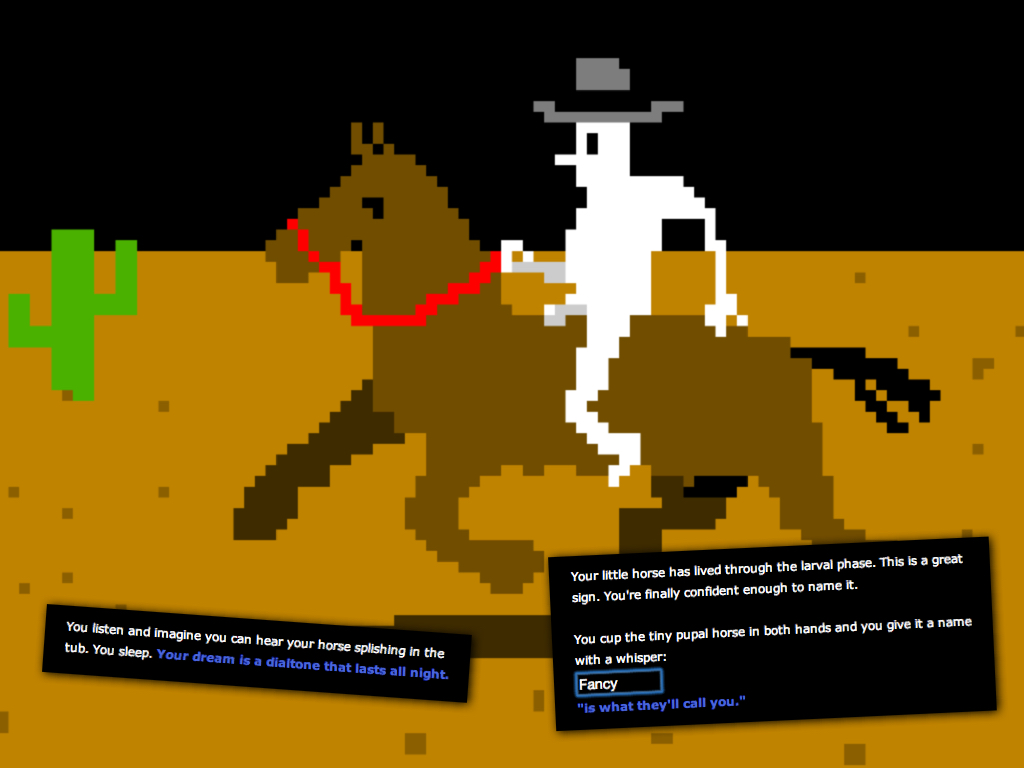 You listen and imagine you can hear your horse splishing in the
tub. You sleep. Your dream is a dialtone that lasts all night.
Your little horse has lived through the larval phase. This is a great
sign. You're finally confident enough to name it.
You cup the tiny pupal horse in both hands and you give it a name
with a whisper:
Fancy
"is what they'll call you."